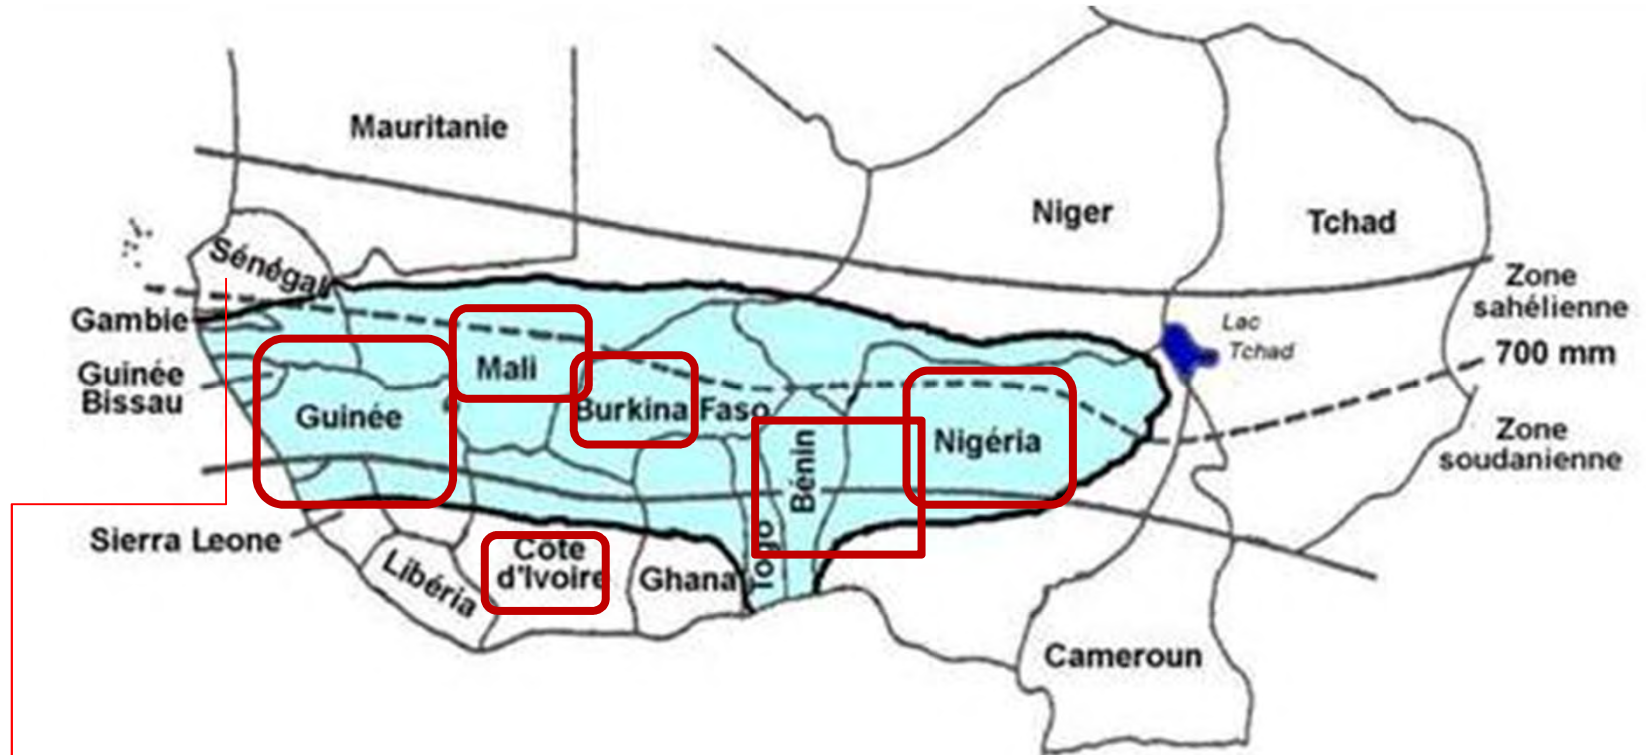 Mauritanie
Niger
Tchad
Sénégal
Zone
sahélienne
Gambie
Lac
Tchad
700 mm
Guinée
Bissau
Mali
Guinée
Burkina Faso
Nigéria
Bénin
Zone
soudanienne
Sierra Leone
Libéria
Cote
d'Ivoire
Ghana
Togo
Cameroun